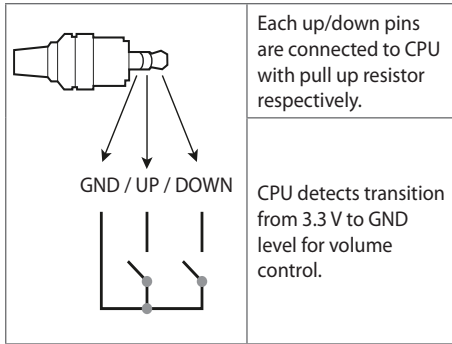 Each up/down pins
are connected to CPU
with pull up resistor
respectively.
GND / UP / DOWN
CPU detects transition
from 3.3 V to GND
level for volume
control.